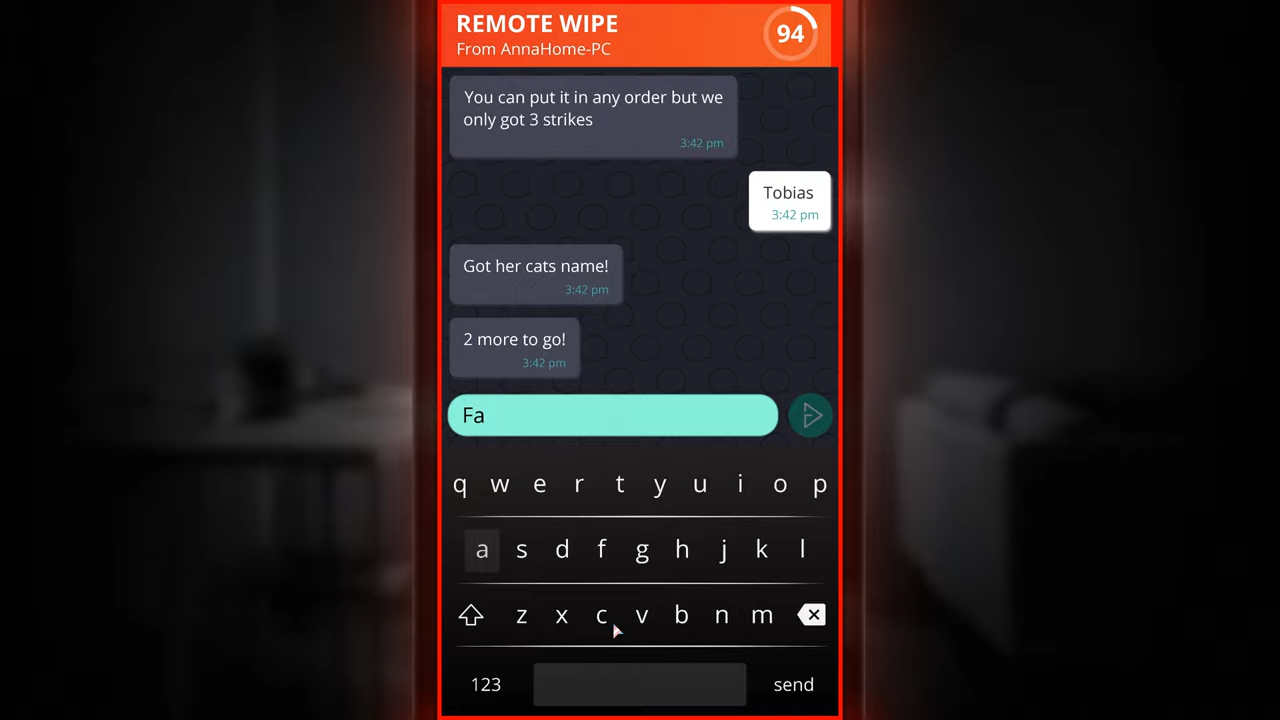 REMOTE WIPE
From AnnaHome-PC
94
You can put it in any order but we
only got 3 strikes
3:42 pm
Tobias
3:42 pm
Got her cats name!
3:42 pm
2 more to go!
3:42 pm
Fa
q w e r t y u i o p
a s d f g h j k l
z x c v b n m
123
send